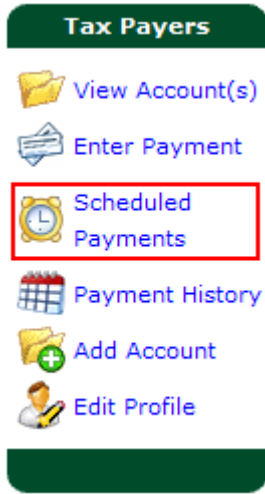 Tax Payers
View Account(s)
Enter Payment
Scheduled
Payments
Payment History
Add Account
Edit Profile